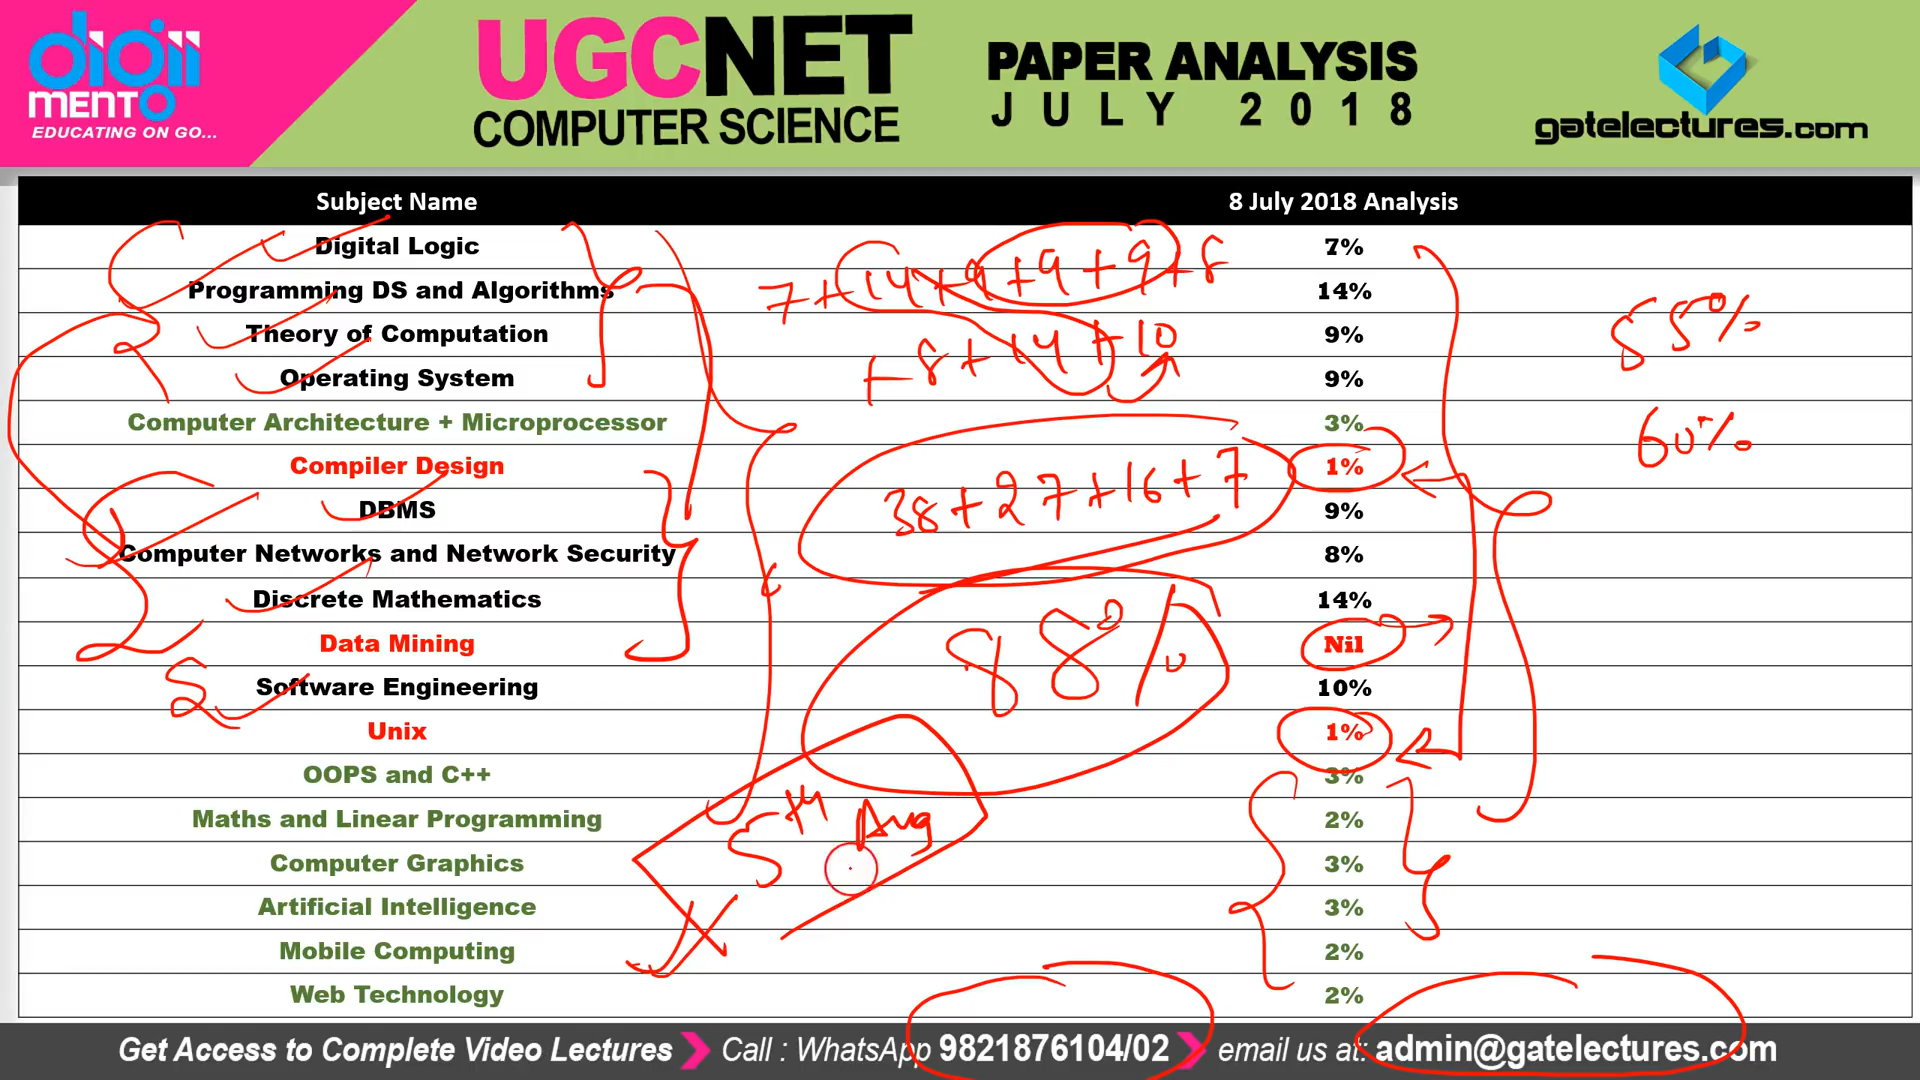 digiimento
EDUCATING ON GO...
UGCNET
COMPUTER SCIENCE
PAPER ANALYSIS
JULY 2018
gatelectures.com
Subject Name 8 July 2018 Analysis
Digital Logic 7%
Programming DS and Algorithms 14%
Theory of Computation 9%
Operating System 9%
Computer Architecture + Microprocessor 3%
Compiler Design 1%
DBMS 9%
Computer Networks and Network Security 8%
Discrete Mathematics 14%
Data Mining Nil
Software Engineering 10%
Unix 1%
OOPS and C++ 3%
Maths and Linear Programming 2%
Computer Graphics 3%
Artificial Intelligence 3%
Mobile Computing 2%
Web Technology 2%
7+14+9+9+9+8
+8+14+10
38+27+16+7
88%
5th Aug
85%
60%
Get Access to Complete Video Lectures Call : WhatsApp 9821876104/02 email us at: admin@gatelectures.com